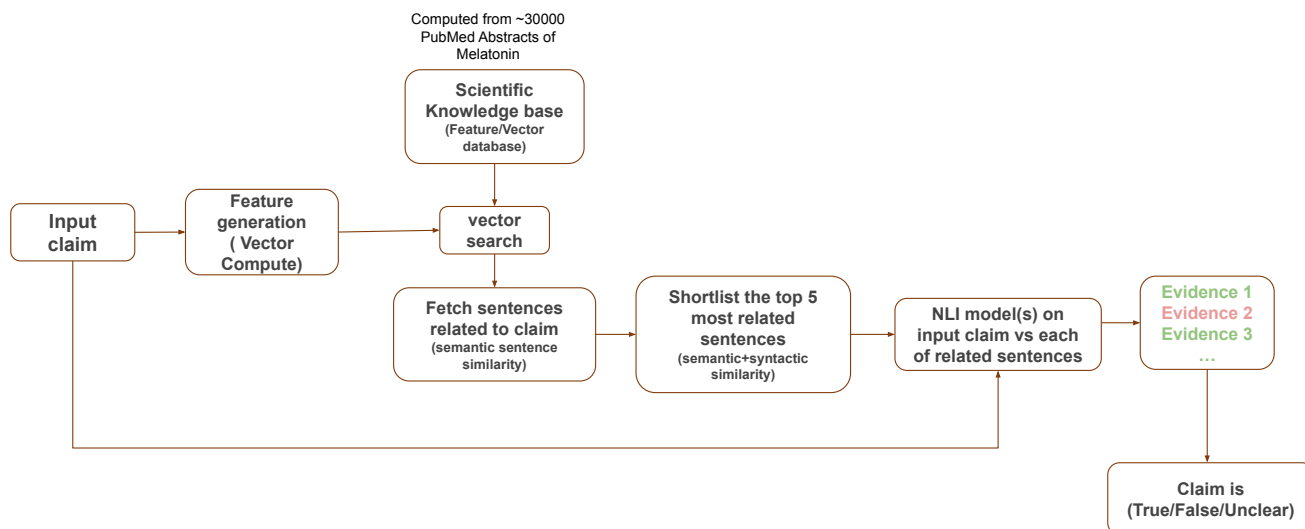 Computed from ~30000
PubMed Abstracts of
Melatonin
Scientific
Knowledge base
(Feature/Vector
database)
Input
claim
Feature
generation
( Vector
Compute)
vector
search
Fetch sentences
related to claim
(semantic sentence
similarity)
Shortlist the top 5
most related
sentences
(semantic+syntactic
similarity)
NLI model(s) on
input claim vs each
of related sentences
Evidence 1
Evidence 2
Evidence 3
...
Claim is
(True/False/Unclear)